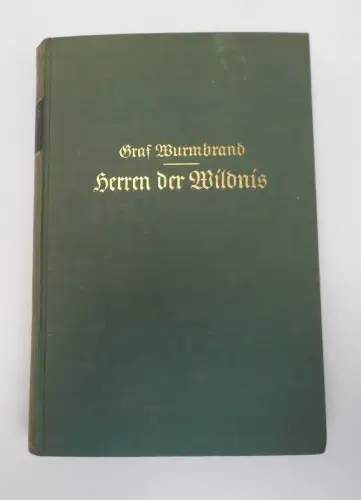 Graf Wurmbrand
Herren der Wildnis